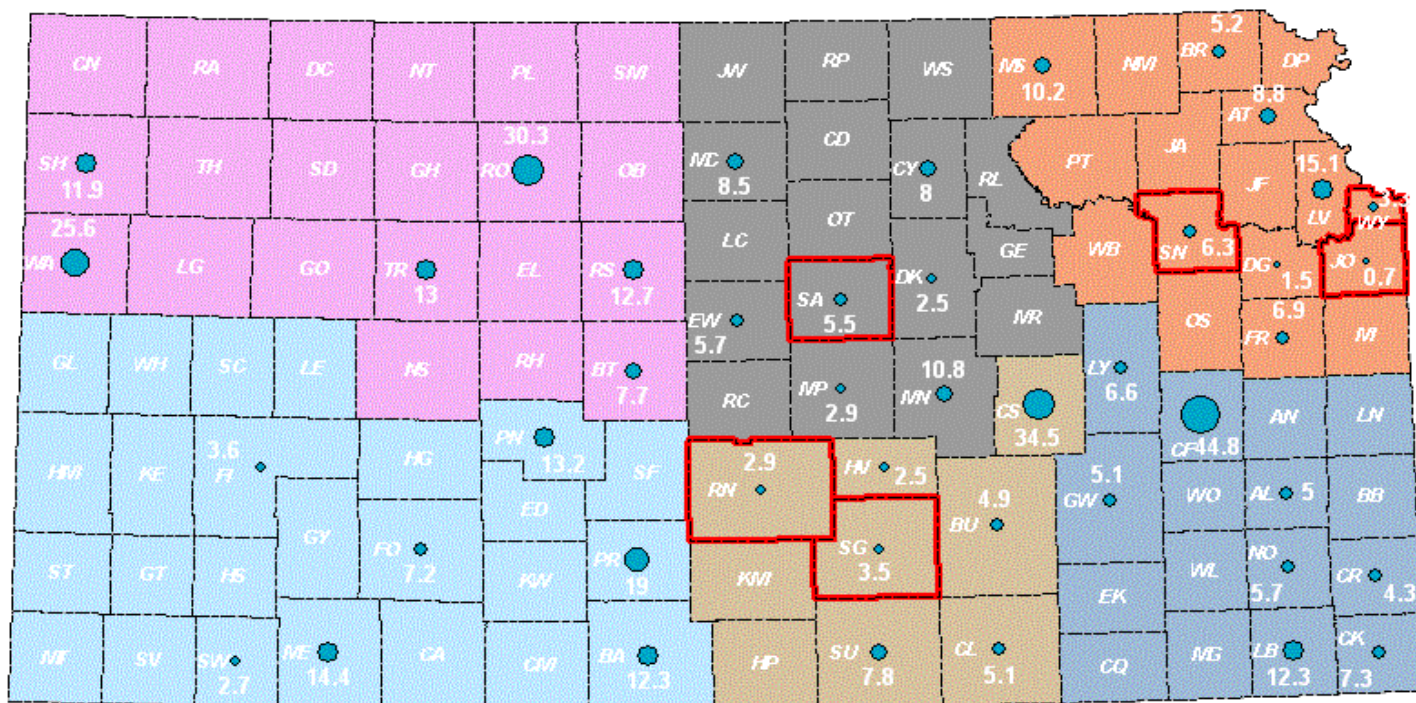 CN RA DC NT PL SM JW RP WS MS 10.2 NM BR 5.2 DP
SH 11.9 TH SD GH RO 30.3 OB MC 8.5 CD CY 8 RL PT JA AT 8.8 JF LV 15.1 WY 3.3
WA 25.6 LG GO TR 13 EL RS 12.7 LC OT SA 5.5 DK 2.5 GE WB SN 6.3 DG 1.5 JO 0.7
GL WH SC LE NS RH BT 7.7 EW 5.7 RC MP 2.9 MN 10.8 MR CS 34.5 LY 6.6 OS FR 6.9 MI
HM KE FI 3.6 HG PN 13.2 SF RN 2.9 HV 2.5 CF 44.8 AN LN
GY FO 7.2 ED PR 19 SG 3.5 BU 4.9 GW 5.1 WO AL 5 BB
ST GT HS KW KM EK WL NO 5.7 CR 4.3
MT SV SW 2.7 ME 14.4 CA CM BA 12.3 HP SU 7.8 CL 5.1 CQ MG LB 12.3 CK 7.3